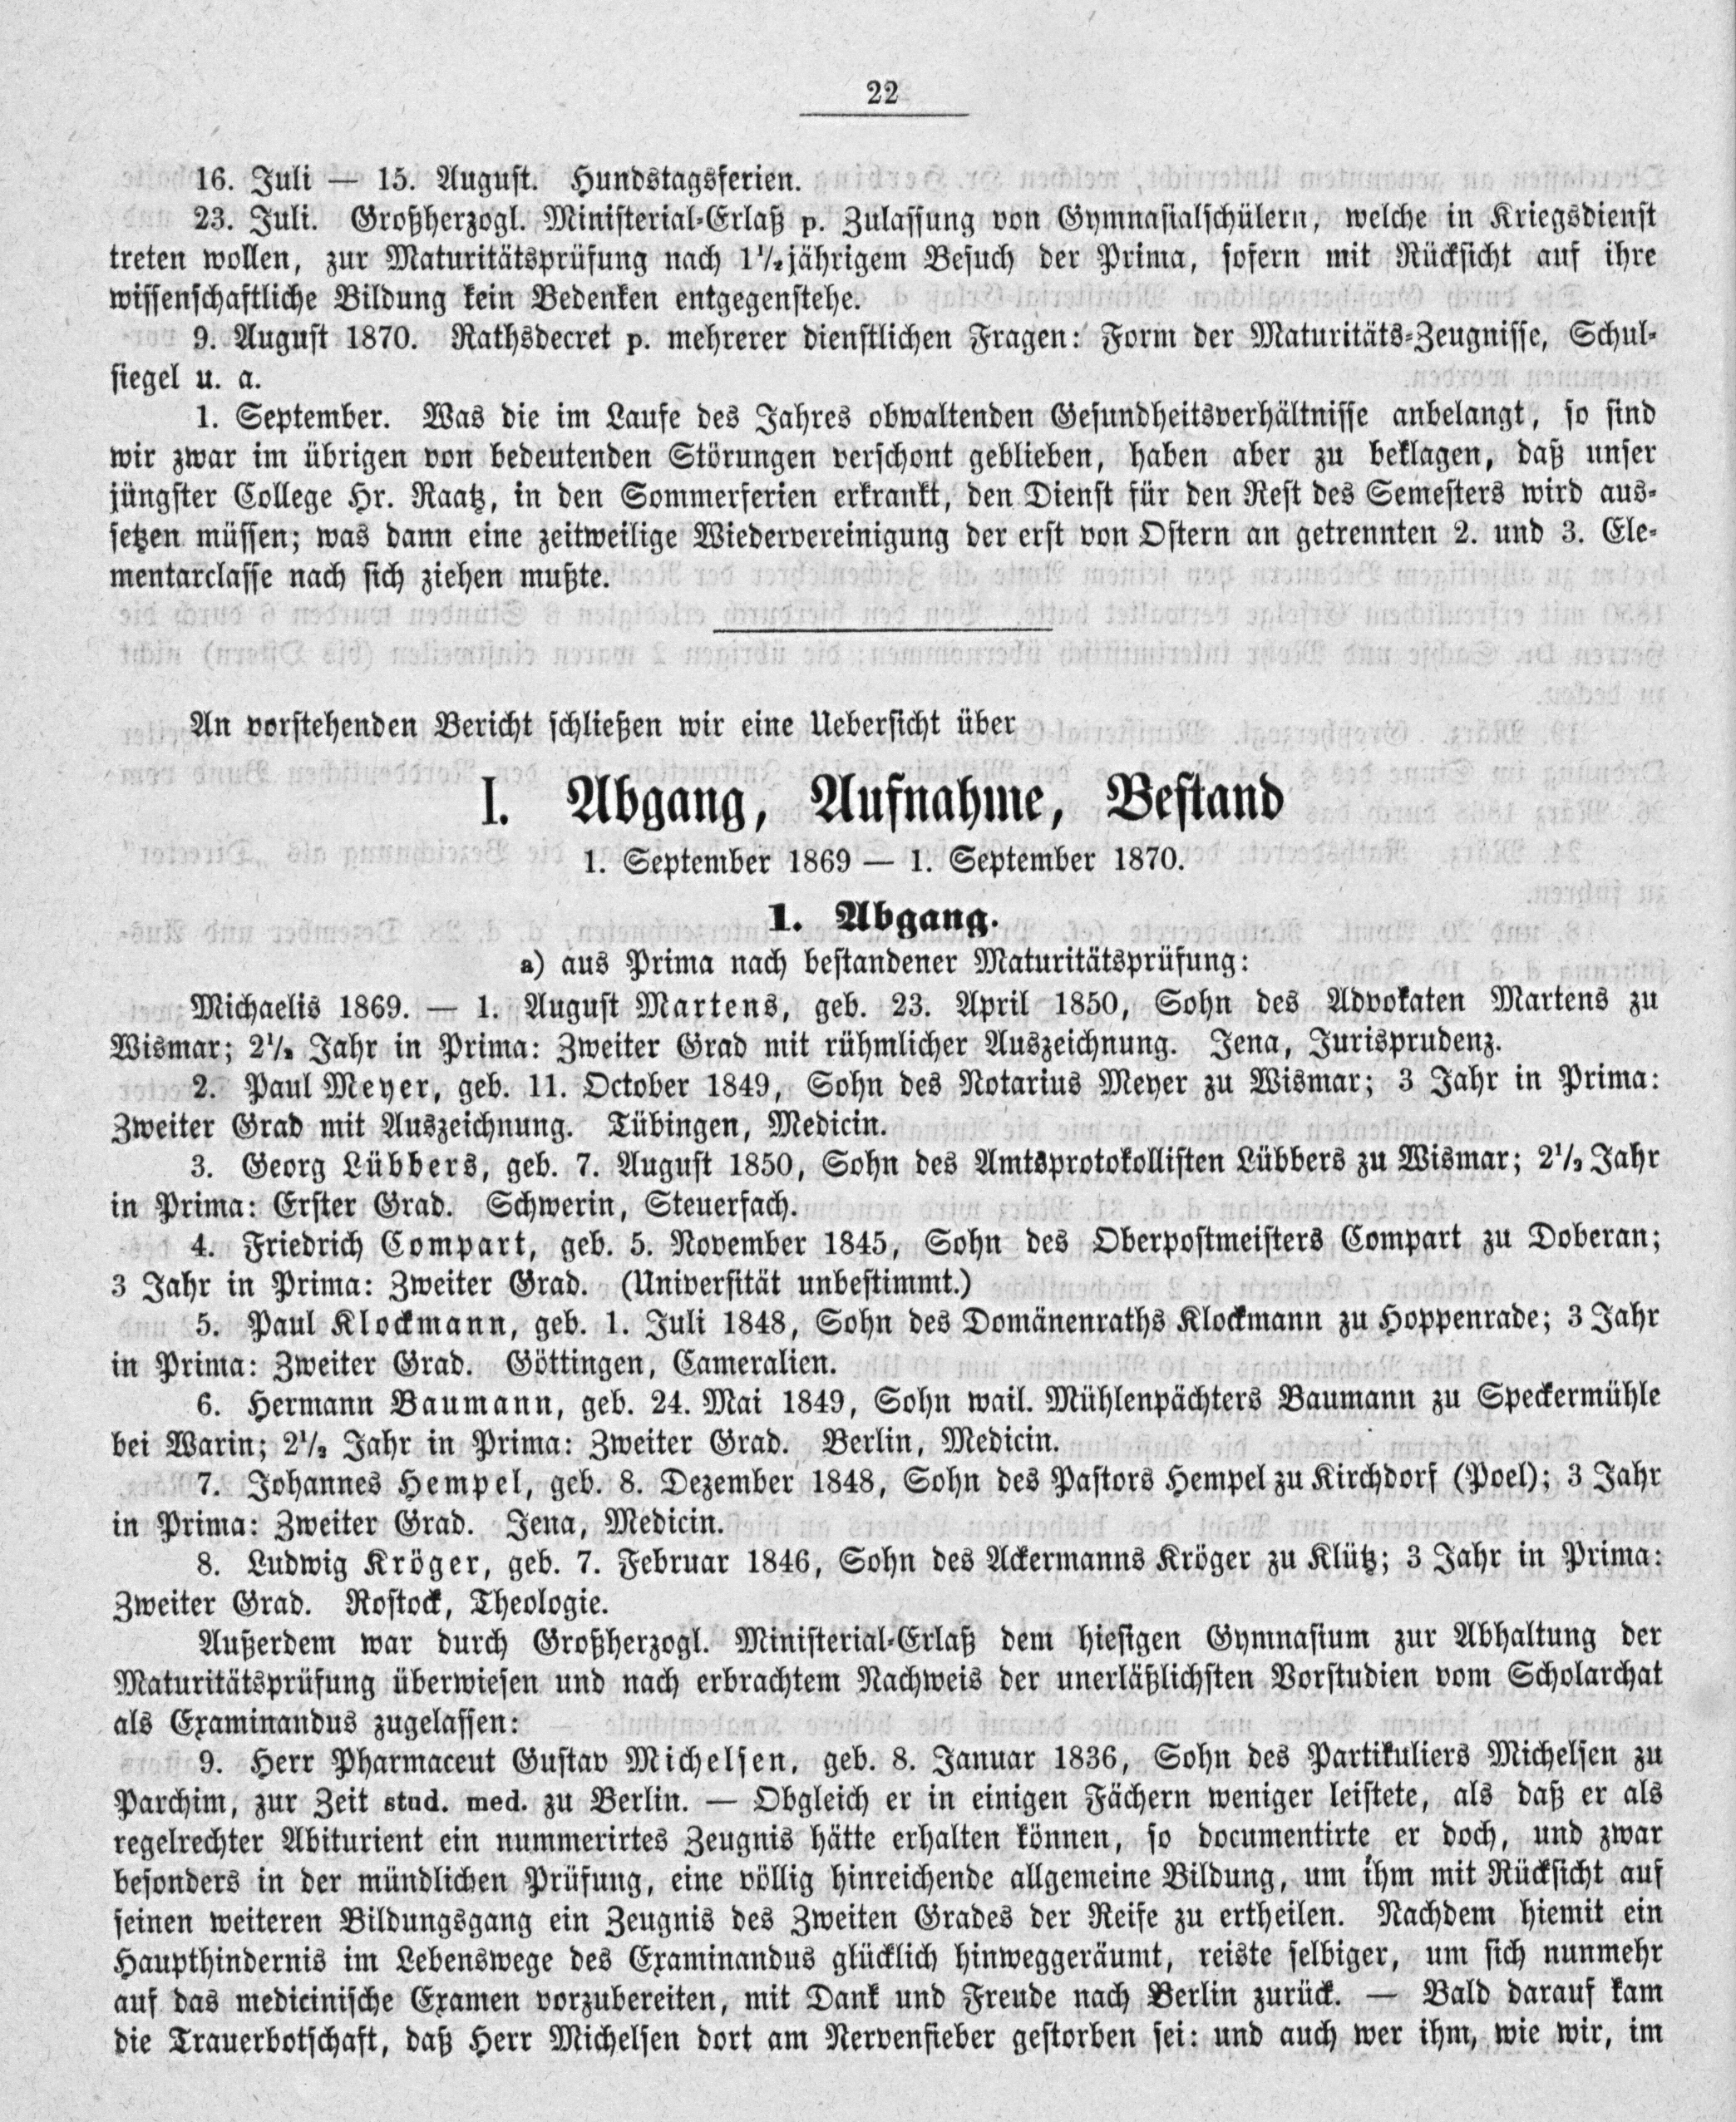 22
16. Juli — 15. August. Hundstagsferien.
23. Juli. Großherzogl. Ministerial-Erlaß p. Zulassung von Gymnasialschülern, welche in Kriegsdienst
treten wollen, zur Maturitätsprüfung nach 1½jährigem Besuch der Prima, sofern mit Rücksicht auf ihre
wissenschaftliche Bildung kein Bedenken entgegenstehe.
9. August 1870. Rathsdecret p. mehrerer dienstlichen Fragen: Form der Maturitäts-Zeugnisse, Schul-
siegel u. a.
1. September. Was die im Laufe des Jahres obwaltenden Gesundheitsverhältnisse anbelangt, so sind
wir zwar im übrigen von bedeutenden Störungen verschont geblieben, haben aber zu beklagen, daß unser
jüngster College Hr. Raatz, in den Sommerferien erkrankt, den Dienst für den Rest des Semesters wird aus-
setzen müssen; was dann eine zeitweilige Wiedervereinigung der erst von Ostern an getrennten 2. und 3. Ele-
mentarclasse nach sich ziehen mußte.
An vorstehenden Bericht schließen wir eine Uebersicht über
I. Abgang, Aufnahme, Bestand
1. September 1869 — 1. September 1870.
1. Abgang.
a) aus Prima nach bestandener Maturitätsprüfung:
Michaelis 1869. — 1. August Martens, geb. 23. April 1850, Sohn des Advokaten Martens zu
Wismar; 2½ Jahr in Prima: Zweiter Grad mit rühmlicher Auszeichnung. Jena, Jurisprudenz.
2. Paul Meyer, geb. 11. October 1849, Sohn des Notarius Meyer zu Wismar; 3 Jahr in Prima:
Zweiter Grad mit Auszeichnung. Tübingen, Medicin.
3. Georg Lübbers, geb. 7. August 1850, Sohn des Amtsprotokollisten Lübbers zu Wismar; 2½ Jahr
in Prima: Erster Grad. Schwerin, Steuerfach.
4. Friedrich Compart, geb. 5. November 1845, Sohn des Oberpostmeisters Compart zu Doberan;
3 Jahr in Prima: Zweiter Grad. (Universität unbestimmt.)
5. Paul Klockmann, geb. 1. Juli 1848, Sohn des Domänenraths Klockmann zu Hoppenrade; 3 Jahr
in Prima: Zweiter Grad. Göttingen, Cameralien.
6. Hermann Baumann, geb. 24. Mai 1849, Sohn wail. Mühlenpächters Baumann zu Speckermühle
bei Warin; 2½ Jahr in Prima: Zweiter Grad. Berlin, Medicin.
7. Johannes Hempel, geb. 8. Dezember 1848, Sohn des Pastors Hempel zu Kirchdorf (Poel); 3 Jahr
in Prima: Zweiter Grad. Jena, Medicin.
8. Ludwig Kröger, geb. 7. Februar 1846, Sohn des Ackermanns Kröger zu Klütz; 3 Jahr in Prima:
Zweiter Grad. Rostock, Theologie.
Außerdem war durch Großherzogl. Ministerial-Erlaß dem hiesigen Gymnasium zur Abhaltung der
Maturitätsprüfung überwiesen und nach erbrachtem Nachweis der unerläßlichsten Vorstudien vom Scholarchat
als Examinandus zugelassen:
9. Herr Pharmaceut Gustav Michelsen, geb. 8. Januar 1836, Sohn des Partikuliers Michelsen zu
Parchim, zur Zeit stud. med. zu Berlin. — Obgleich er in einigen Fächern weniger leistete, als daß er als
regelrechter Abiturient ein nummerirtes Zeugnis hätte erhalten können, so documentirte er doch, und zwar
besonders in der mündlichen Prüfung, eine völlig hinreichende allgemeine Bildung, um ihm mit Rücksicht auf
seinen weiteren Bildungsgang ein Zeugnis des Zweiten Grades der Reife zu ertheilen. Nachdem hiemit ein
Haupthindernis im Lebenswege des Examinandus glücklich hinweggeräumt, reiste selbiger, um sich nunmehr
auf das medicinische Examen vorzubereiten, mit Dank und Freude nach Berlin zurück. — Bald darauf kam
die Trauerbotschaft, daß Herr Michelsen dort am Nervenfieber gestorben sei: und auch wer ihm, wie wir, im